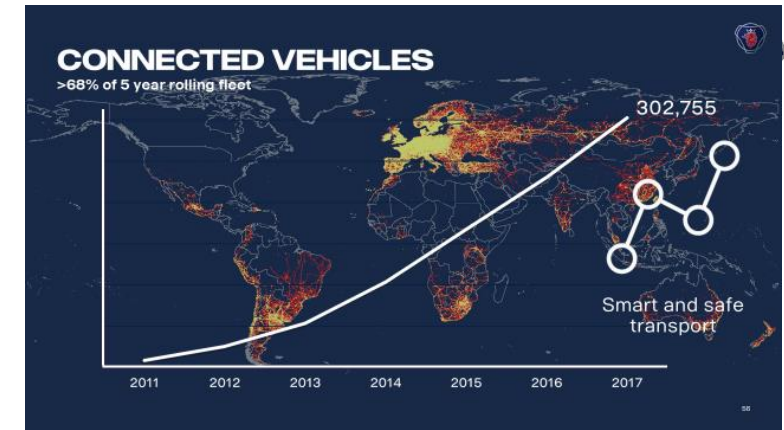 CONNECTED VEHICLES
>68% of 5 year rolling fleet
302,755
Smart and safe
transport
2011 2012 2013 2014 2015 2016 2017
58